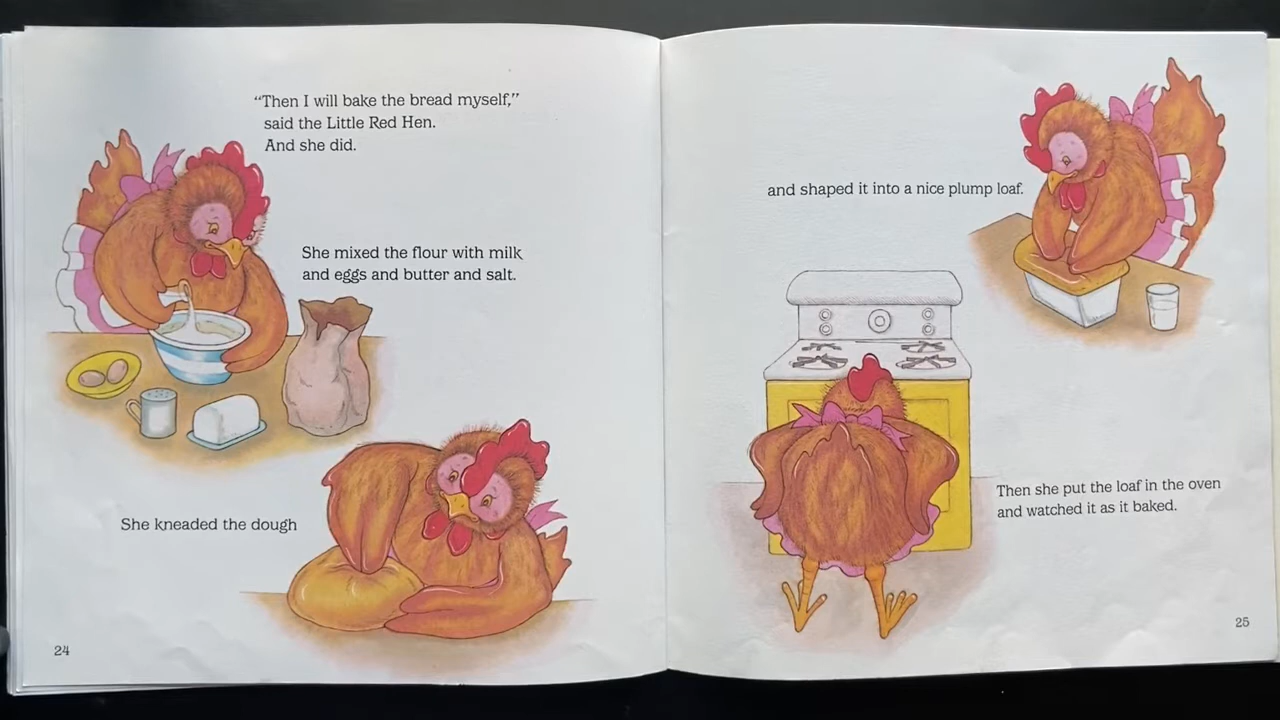 “Then I will bake the bread myself,”
said the Little Red Hen.
And she did.
She mixed the flour with milk
and eggs and butter and salt.
She kneaded the dough
24
and shaped it into a nice plump loaf.
Then she put the loaf in the oven
and watched it as it baked.
25